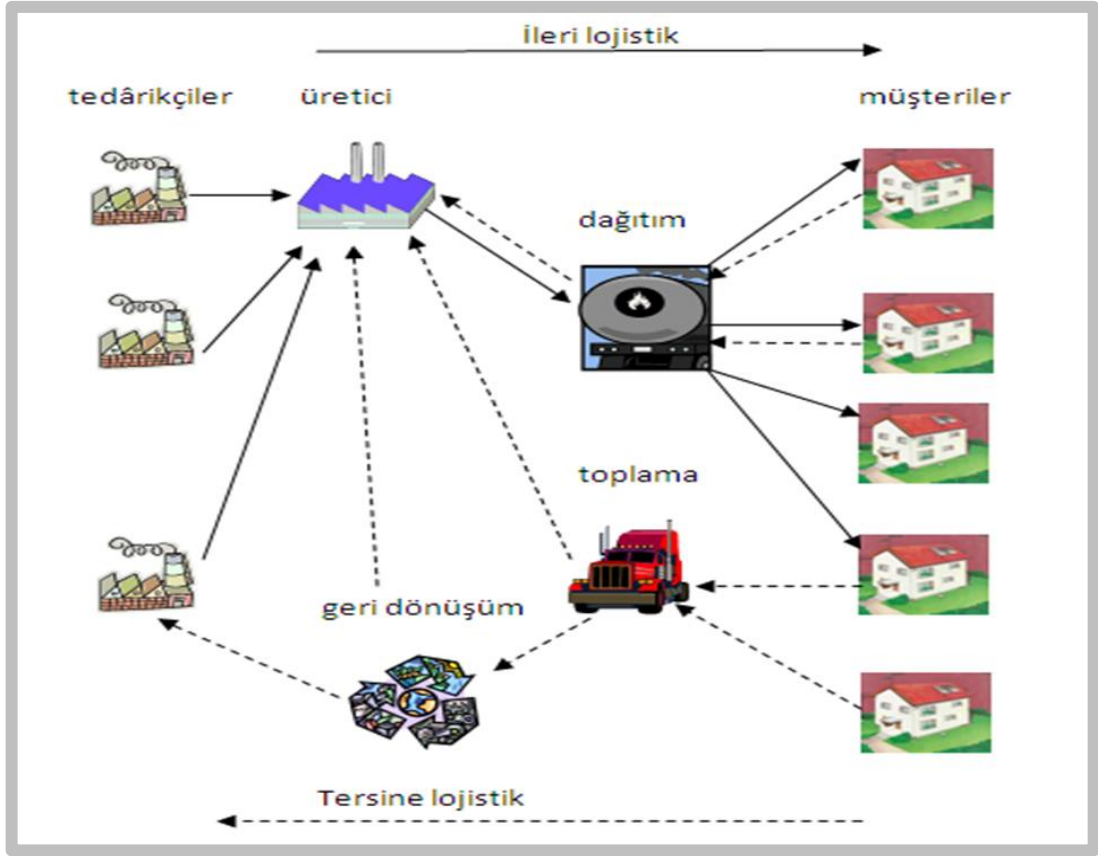 İleri lojistik
tedârikçiler üretici müşteriler
dağıtım
toplama
geri dönüşüm
Tersine lojistik